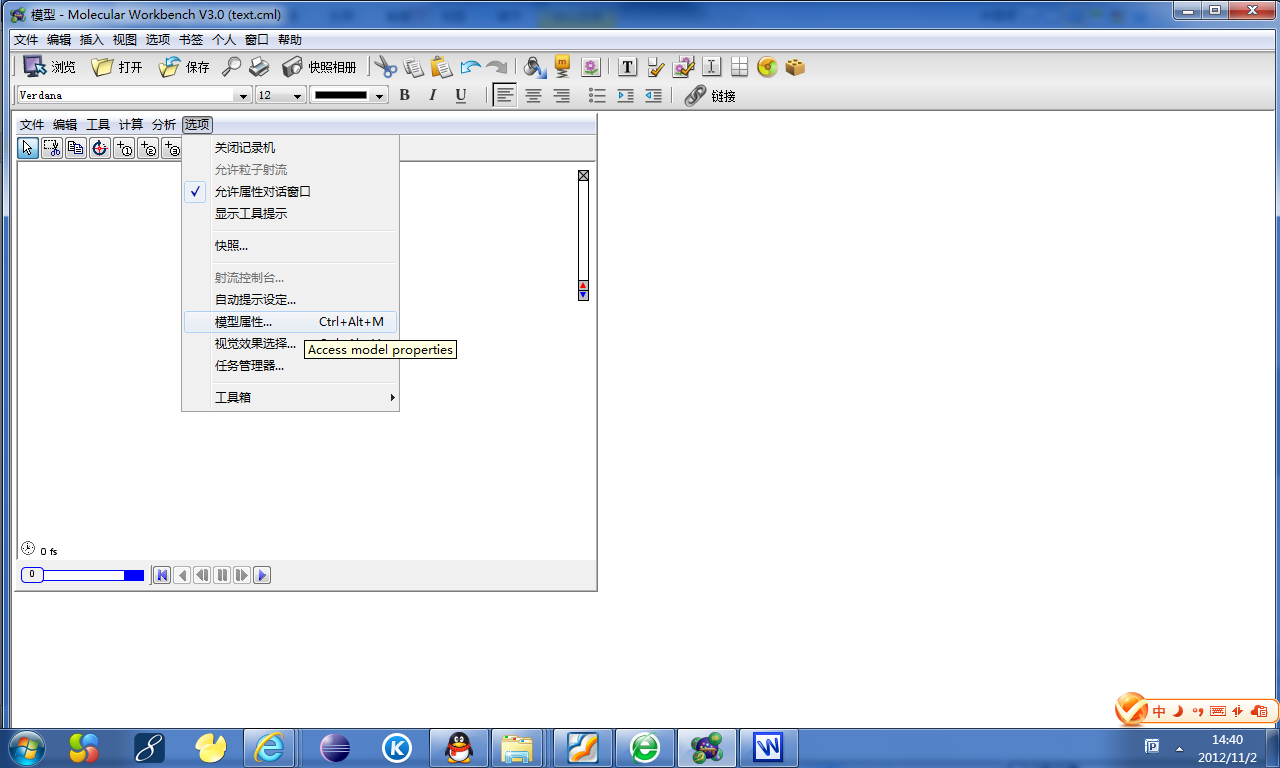 模型 - Molecular Workbench V3.0 (text.cml)
文件 编辑 插入 视图 选项 书签 个人 窗口 帮助
浏览 打开 保存 快照相册 T
Verdana 12 B I U 链接
文件 编辑 工具 计算 分析 选项
关闭记录机
允许粒子射流
允许属性对话窗口
显示工具提示
快照...
射流控制台...
自动提示设定...
模型属性... Ctrl+Alt+M
视觉效果选择...
Access model properties
任务管理器...
工具箱
0 fs
0
中
14:40
2012/11/2